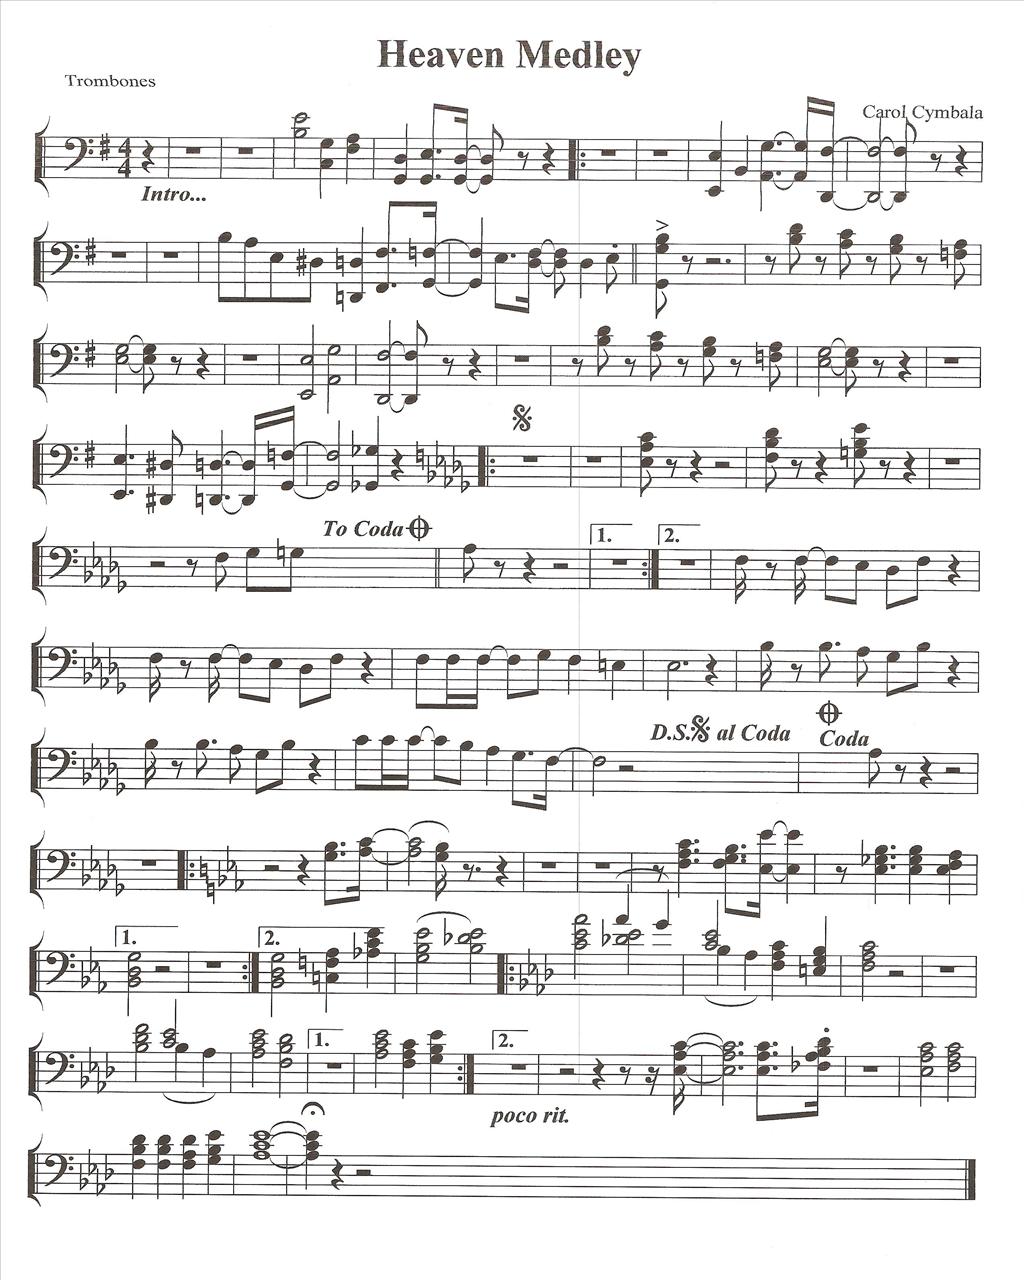 Heaven Medley
Trombones
Carol Cymbala
4
4
Intro...
To Coda
1.
2.
D.S. al Coda
Coda
1.
2.
1.
2.
poco rit.